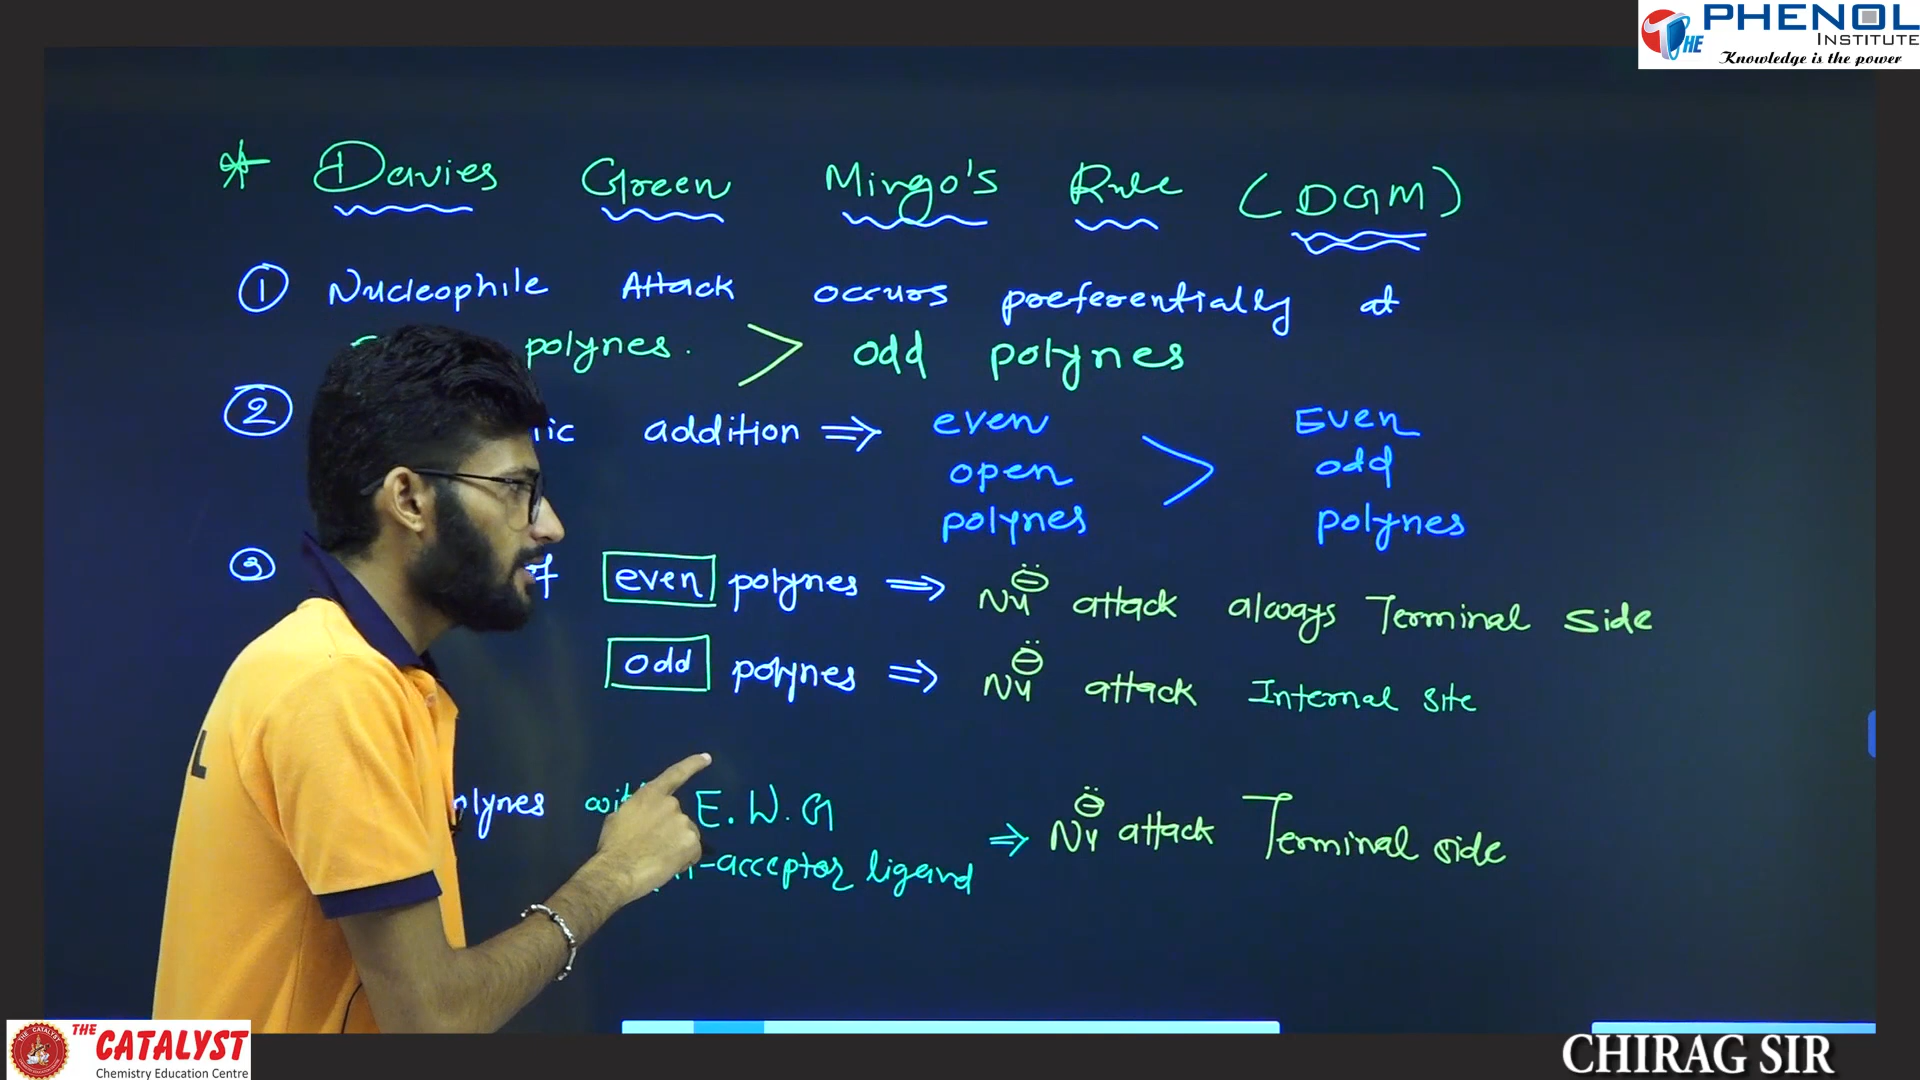 PHENOL
THE
INSTITUTE
Knowledge is the power
* Davies Green Mingo's Rule (DGM)
① Nucleophile Attack occurs preferentially at
polynes. > odd polynes
② addition ⇒ even open polynes > Even odd polynes
③ even polynes ⇒ Nu⊖ attack always Terminal side
odd polynes ⇒ Nu⊖ attack Internal site
E.W.G
-acceptor ligand
⇒ Nu⊖ attack Terminal side
THE CATALYST
Chemistry Education Centre
CHIRAG SIR